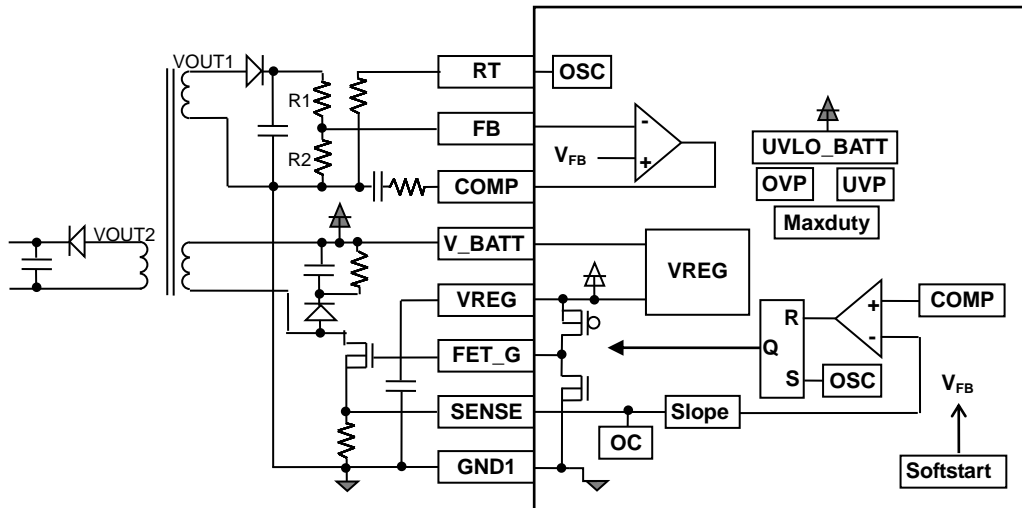 VOUT1
R1
R2
VOUT2
RT
FB
COMP
V_BATT
VREG
FET_G
SENSE
GND1
OSC
-
+
VFB
UVLO_BATT
OVP
UVP
Maxduty
VREG
COMP
+
-
R
Q
S
OSC
VFB
Slope
OC
Softstart